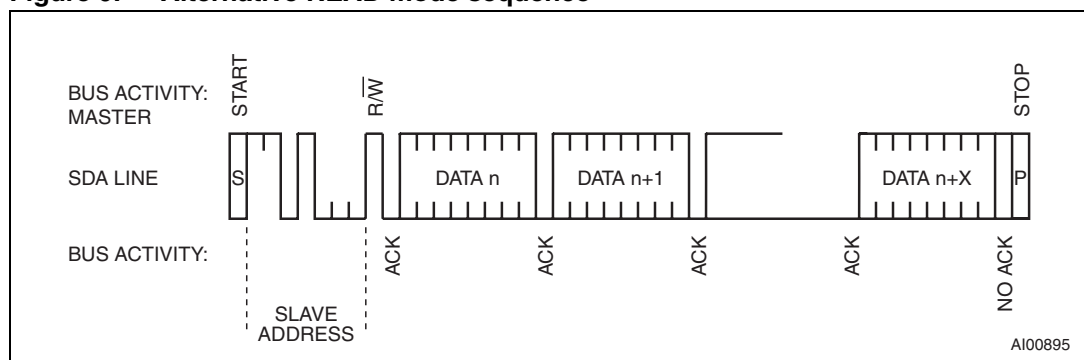 Figure 9. Alternative READ mode sequence
BUS ACTIVITY:
MASTER
START
R/W
STOP
SDA LINE
S
DATA n
DATA n+1
DATA n+X
P
BUS ACTIVITY:
ACK
ACK
ACK
ACK
NO ACK
SLAVE
ADDRESS
AI00895